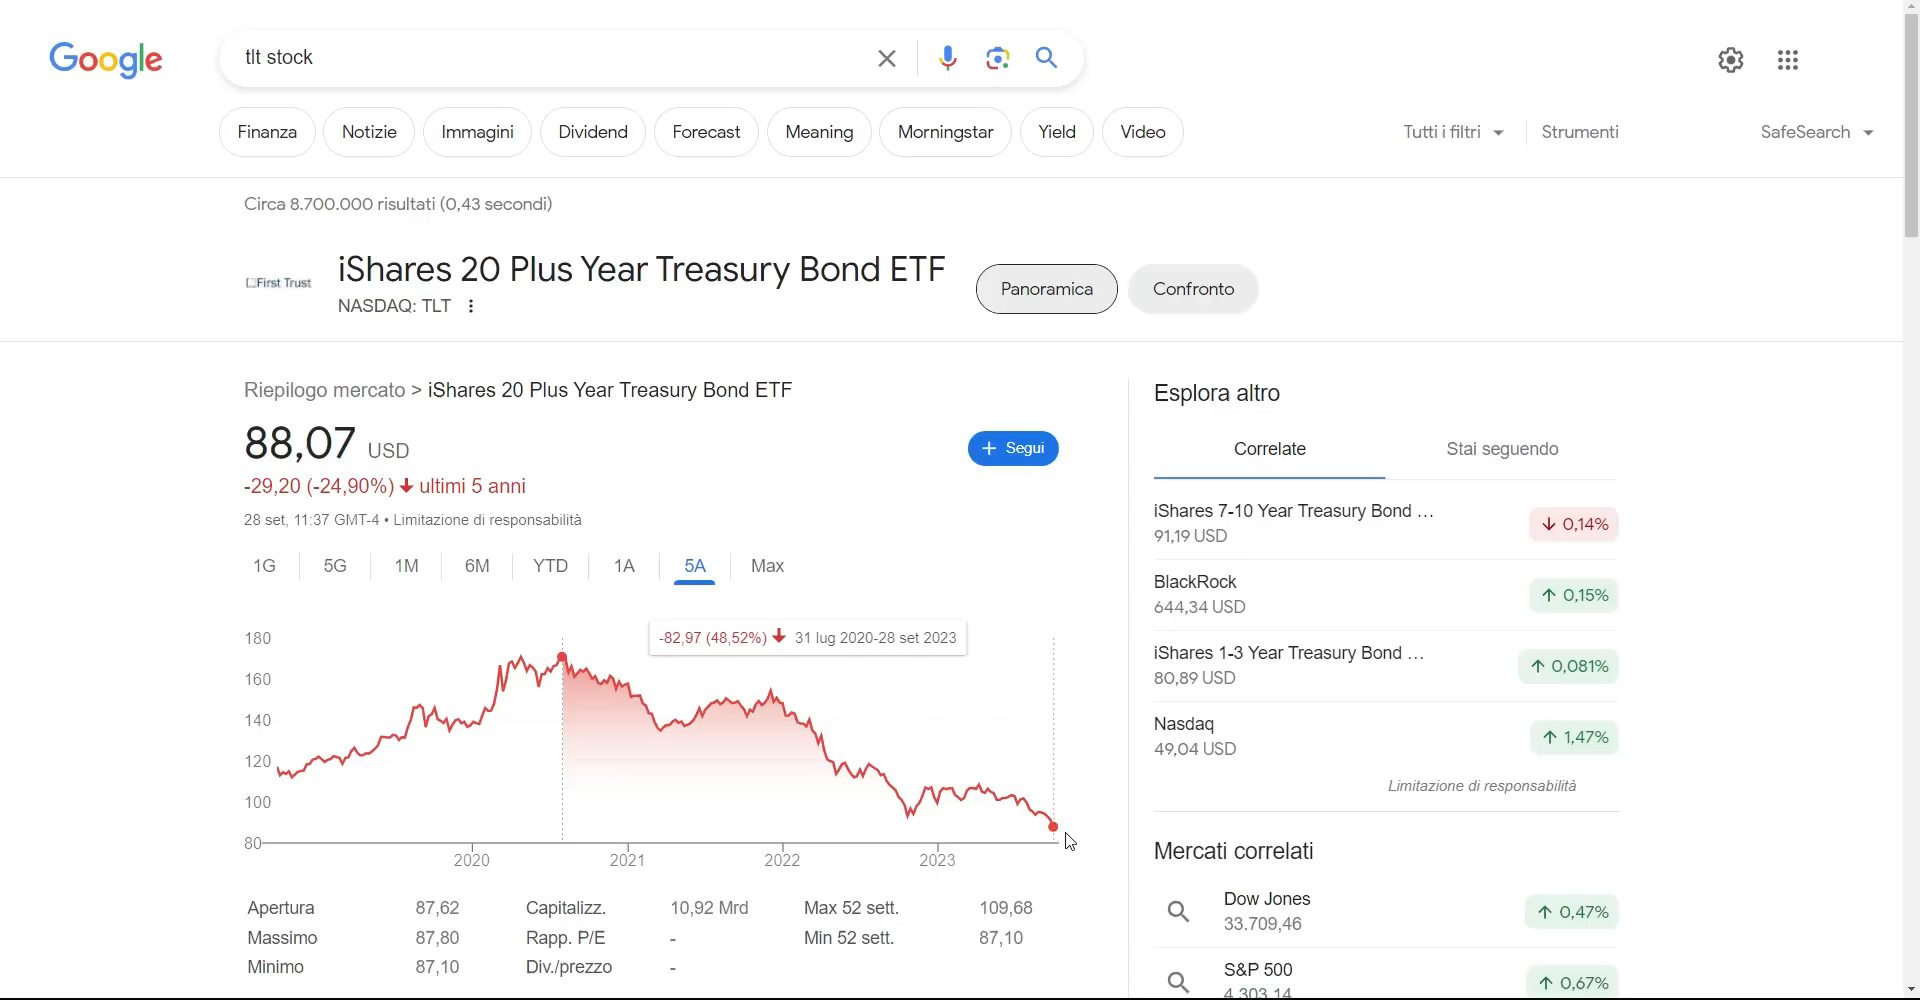 Google
tlt stock
Finanza
Notizie
Immagini
Dividend
Forecast
Meaning
Morningstar
Yield
Video
Tutti i filtri
Strumenti
SafeSearch
Circa 8.700.000 risultati (0,43 secondi)
First Trust
iShares 20 Plus Year Treasury Bond ETF
NASDAQ: TLT
Panoramica
Confronto
Riepilogo mercato > iShares 20 Plus Year Treasury Bond ETF
88,07 USD
-29,20 (-24,90%) ultimi 5 anni
28 set, 11:37 GMT-4 • Limitazione di responsabilità
+ Segui
1G 5G 1M 6M YTD 1A 5A Max
-82,97 (48,52%) 31 lug 2020-28 set 2023
180
160
140
120
100
80
2020 2021 2022 2023
Apertura 87,62 Capitalizz. 10,92 Mrd Max 52 sett. 109,68
Massimo 87,80 Rapp. P/E - Min 52 sett. 87,10
Minimo 87,10 Div./prezzo -
Esplora altro
Correlate Stai seguendo
iShares 7-10 Year Treasury Bond ...
91,19 USD
0,14%
BlackRock
644,34 USD
0,15%
iShares 1-3 Year Treasury Bond ...
80,89 USD
0,081%
Nasdaq
49,04 USD
1,47%
Limitazione di responsabilità
Mercati correlati
Dow Jones
33.709,46
0,47%
S&P 500
4.303,14
0,67%